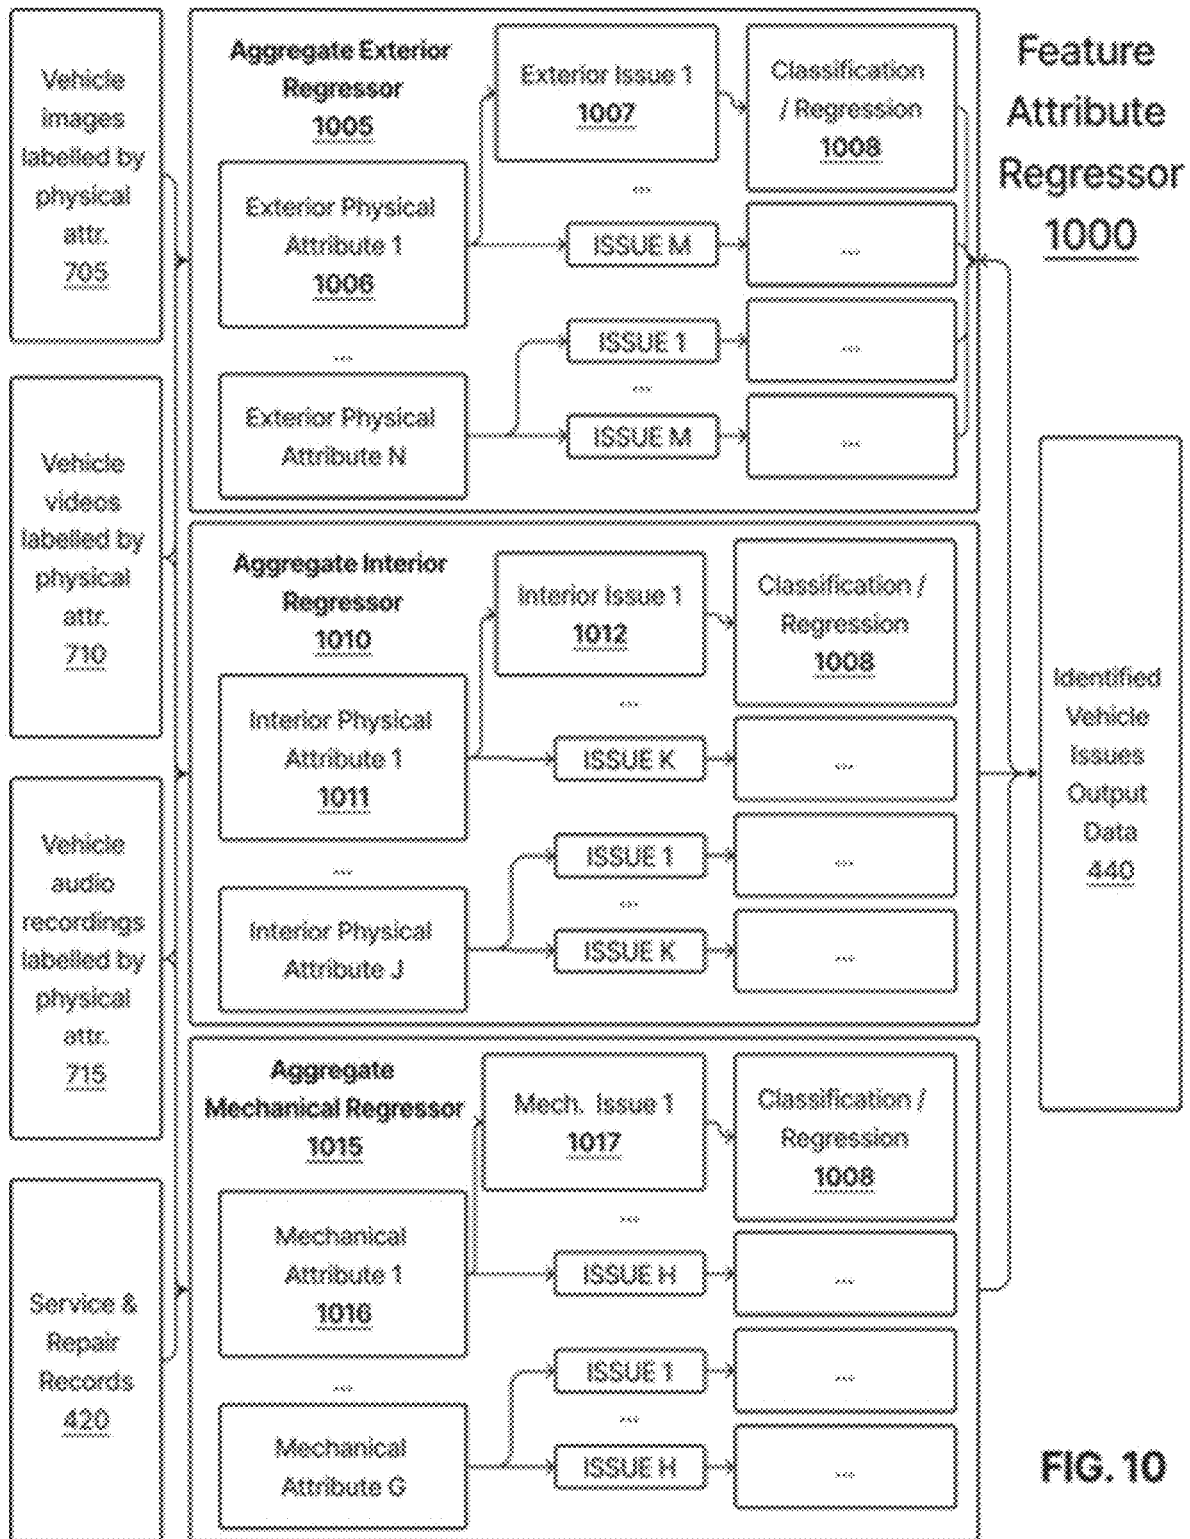 Vehicle
images
labelled by
physical
attr.
705
Vehicle
videos
labelled by
physical
attr.
710
Vehicle
audio
recordings
labelled by
physical
attr.
715
Service &
Repair
Records
420
Aggregate Exterior
Regressor
1005
Exterior Physical
Attribute 1
1006
...
Exterior Physical
Attribute N
Exterior Issue 1
1007
...
ISSUE M
ISSUE 1
...
ISSUE M
Classification
/ Regression
1008
...
...
...
Aggregate Interior
Regressor
1010
Interior Physical
Attribute 1
1011
...
Interior Physical
Attribute J
Interior Issue 1
1012
...
ISSUE K
ISSUE 1
...
ISSUE K
Classification /
Regression
1008
...
...
...
Aggregate
Mechanical Regressor
1015
Mechanical
Attribute 1
1016
...
Mechanical
Attribute G
Mech. Issue 1
1017
...
ISSUE H
ISSUE 1
...
ISSUE H
Classification /
Regression
1008
...
...
...
Feature
Attribute
Regressor
1000
Identified
Vehicle
Issues
Output
Data
440
FIG. 10